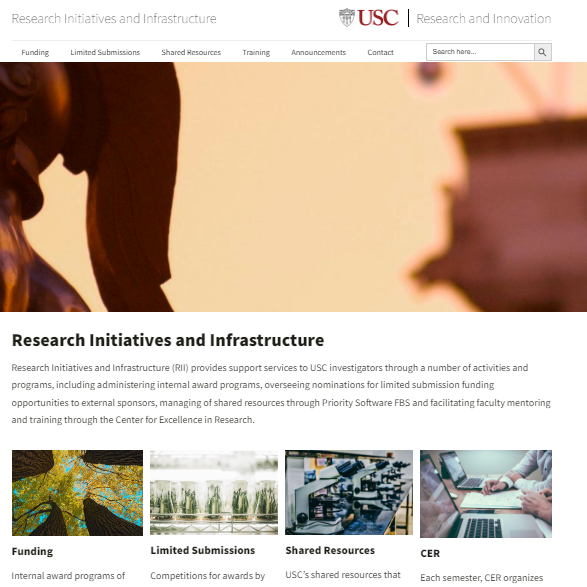 Research Initiatives and Infrastructure
USC | Research and Innovation
Funding Limited Submissions Shared Resources Training Announcements Contact Search here...
Research Initiatives and Infrastructure
Research Initiatives and Infrastructure (RII) provides support services to USC investigators through a number of activities and
programs, including administering internal award programs, overseeing nominations for limited submission funding
opportunities to external sponsors, managing of shared resources through Priority Software FBS and facilitating faculty mentoring
and training through the Center for Excellence in Research.
Funding
Internal award programs of
Limited Submissions
Competitions for awards by
Shared Resources
USC's shared resources that
CER
Each semester, CER organizes